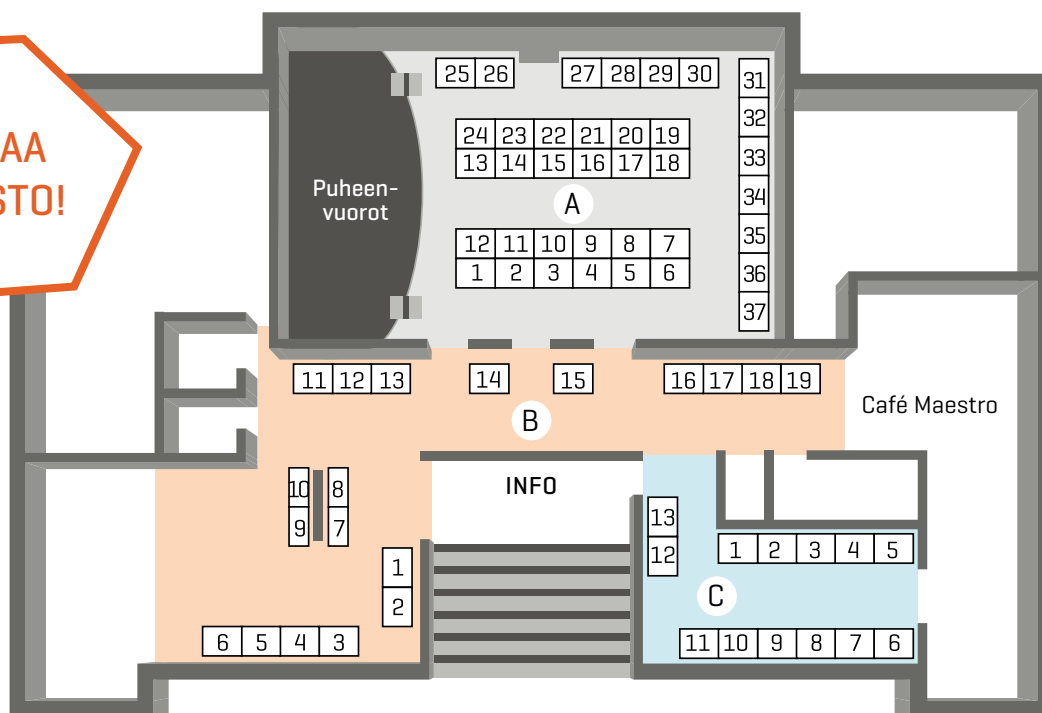 AA
STO!
25 26
27 28 29 30
31
32
33
34
35
36
37
24 23 22 21 20 19
13 14 15 16 17 18
Puheen-
vuorot
A
12 11 10 9 8 7
1 2 3 4 5 6
11 12 13
14
15
16 17 18 19
B
Café Maestro
INFO
10 8
9 7
1
2
6 5 4 3
13
12
1 2 3 4 5
C
11 10 9 8 7 6